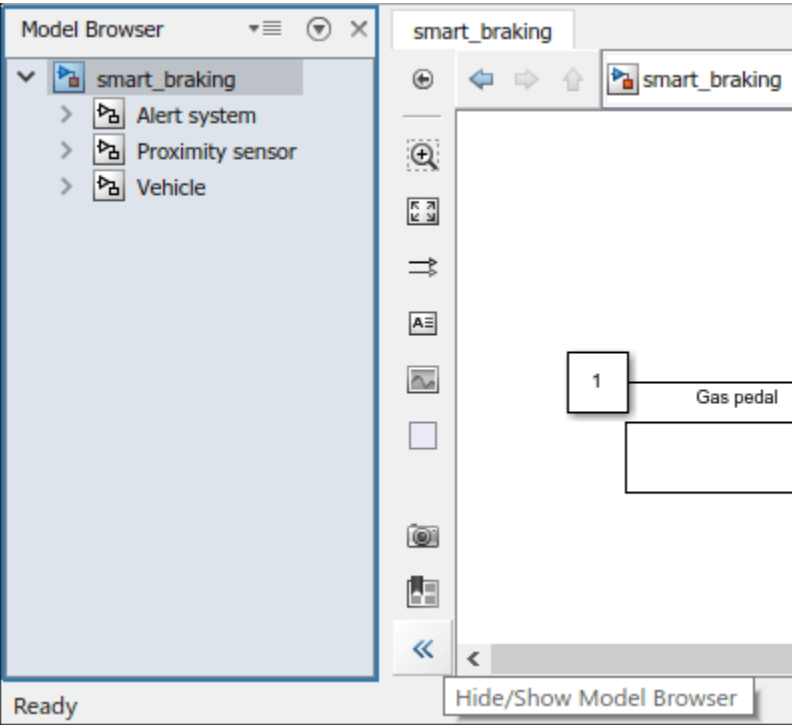 Model Browser
smart_braking
Alert system
Proximity sensor
Vehicle
smart_braking
smart_braking
A
1
Gas pedal
Hide/Show Model Browser
Ready